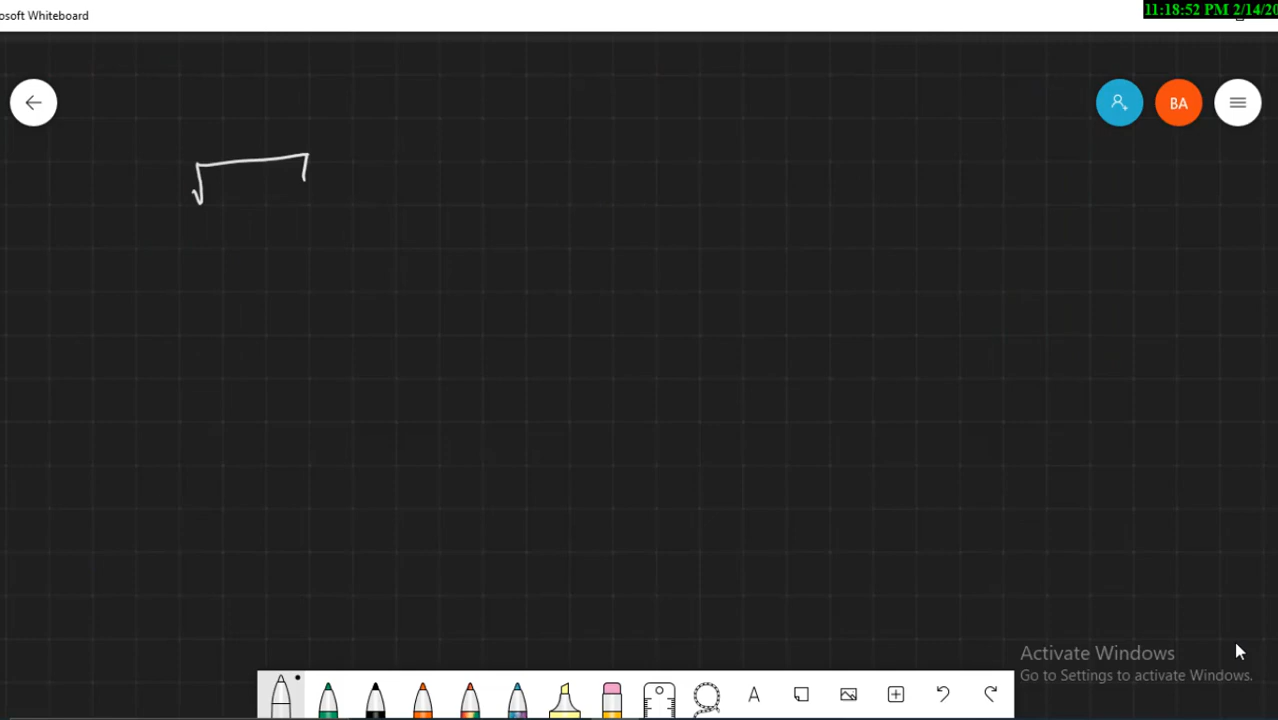 osoft Whiteboard
11:18:52 PM 2/14/20
BA
√
A
Activate Windows
Go to Settings to activate Windows.